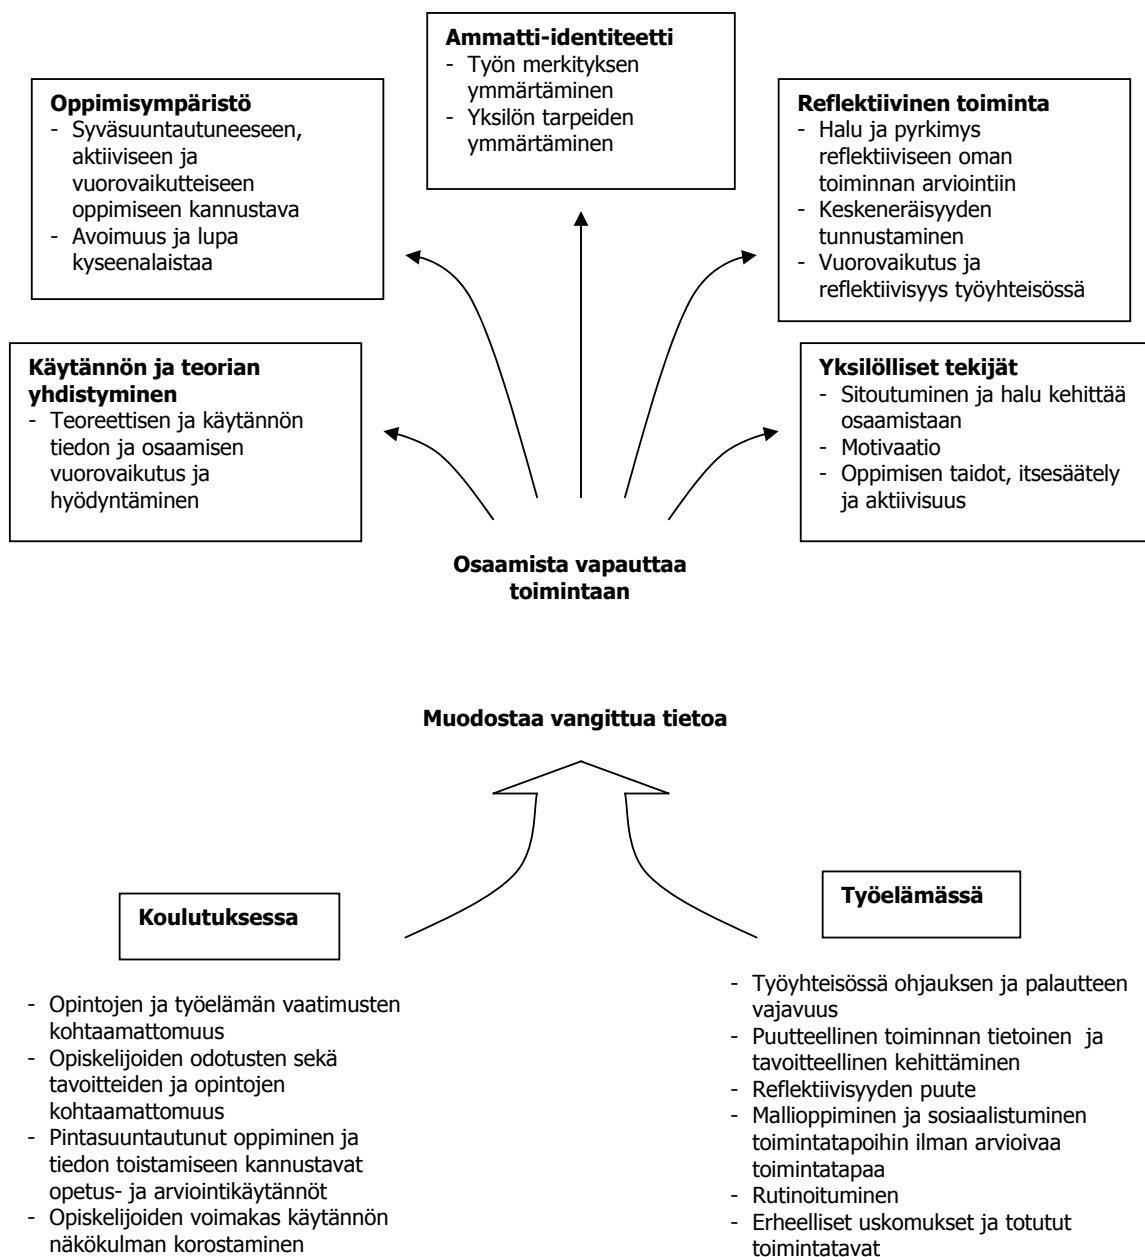 Ammatti-identiteetti
- Työn merkityksen
ymmärtäminen
- Yksilön tarpeiden
ymmärtäminen
Oppimisympäristö
- Syväsuuntautuneeseen,
aktiiviseen ja
vuorovaikutteiseen
oppimiseen kannustava
- Avoimuus ja lupa
kyseenalaistaa
Reflektiivinen toiminta
- Halu ja pyrkimys
reflektiiviseen oman
toiminnan arviointiin
- Keskeneräisyyden
tunnustaminen
- Vuorovaikutus ja
reflektiivisyys työyhteisössä
Käytännön ja teorian
yhdistyminen
- Teoreettisen ja käytännön
tiedon ja osaamisen
vuorovaikutus ja
hyödyntäminen
Yksilölliset tekijät
- Sitoutuminen ja halu kehittää
osaamistaan
- Motivaatio
- Oppimisen taidot, itsesäätely
ja aktiivisuus
Osaamista vapauttaa
toimintaan
Muodostaa vangittua tietoa
Koulutuksessa
- Opintojen ja työelämän vaatimusten
kohtaamattomuus
- Opiskelijoiden odotusten sekä
tavoitteiden ja opintojen
kohtaamattomuus
- Pintasuuntautunut oppiminen ja
tiedon toistamiseen kannustavat
opetus- ja arviointikäytännöt
- Opiskelijoiden voimakas käytännön
näkökulman korostaminen
Työelämässä
- Työyhteisössä ohjauksen ja palautteen
vajavuus
- Puutteellinen toiminnan tietoinen ja
tavoitteellinen kehittäminen
- Reflektiivisyyden puute
- Mallioppiminen ja sosiaalistuminen
toimintatapoihin ilman arvioivaa
toimintatapaa
- Rutinoituminen
- Erheelliset uskomukset ja totutut
toimintatavat